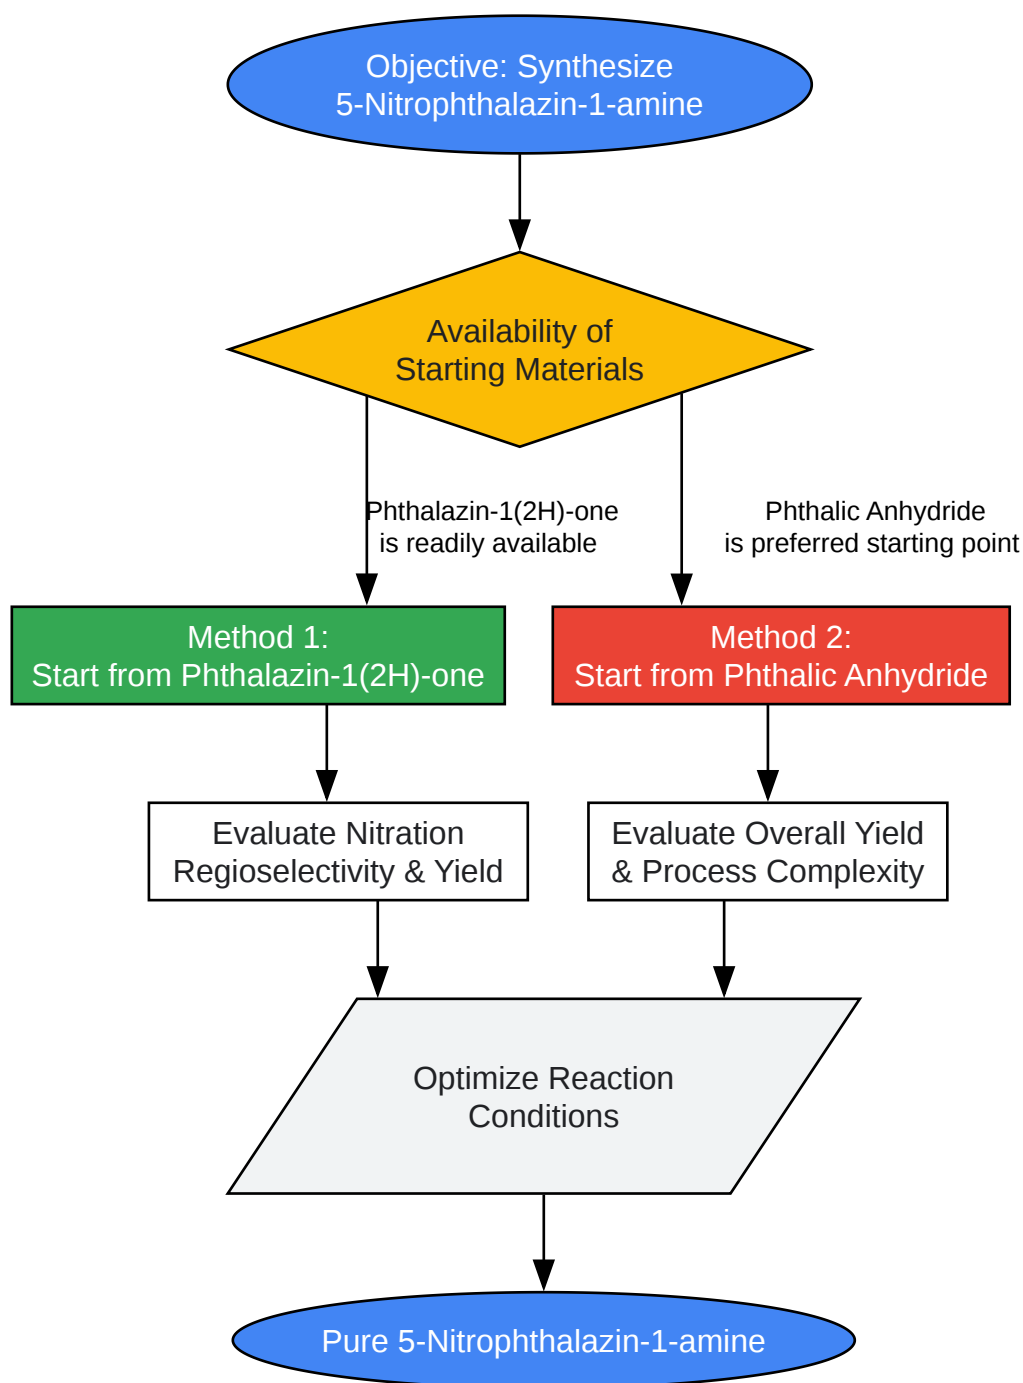 Objective: Synthesize
5-Nitrophthalazin-1-amine
Availability of
Starting Materials
Phthalazin-1(2H)-one
is readily available
Phthalic Anhydride
is preferred starting point
Method 1:
Start from Phthalazin-1(2H)-one
Method 2:
Start from Phthalic Anhydride
Evaluate Nitration
Regioselectivity & Yield
Evaluate Overall Yield
& Process Complexity
Optimize Reaction
Conditions
Pure 5-Nitrophthalazin-1-amine